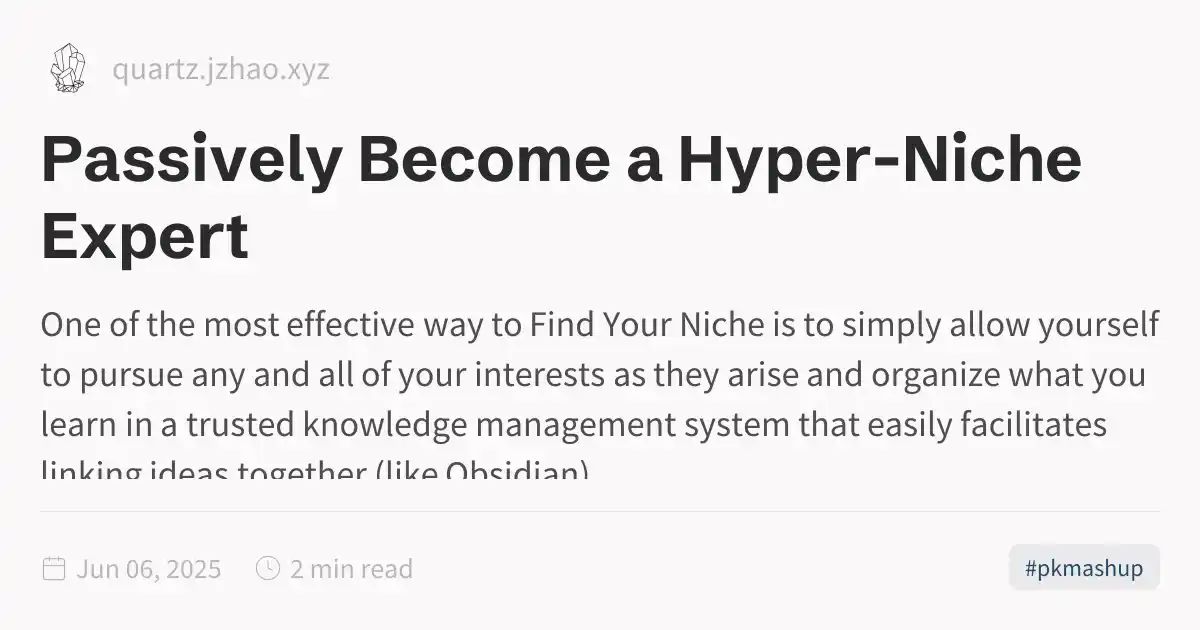 quartz.jzhao.xyz
Passively Become a Hyper-Niche
Expert
One of the most effective way to Find Your Niche is to simply allow yourself
to pursue any and all of your interests as they arise and organize what you
learn in a trusted knowledge management system that easily facilitates
linking ideas together (like Obsidian)
Jun 06, 2025
2 min read
#pkmashup